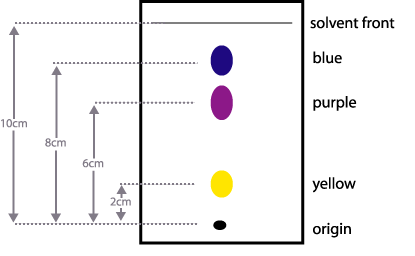 solvent front
blue
purple
yellow
origin
10cm
8cm
6cm
2cm